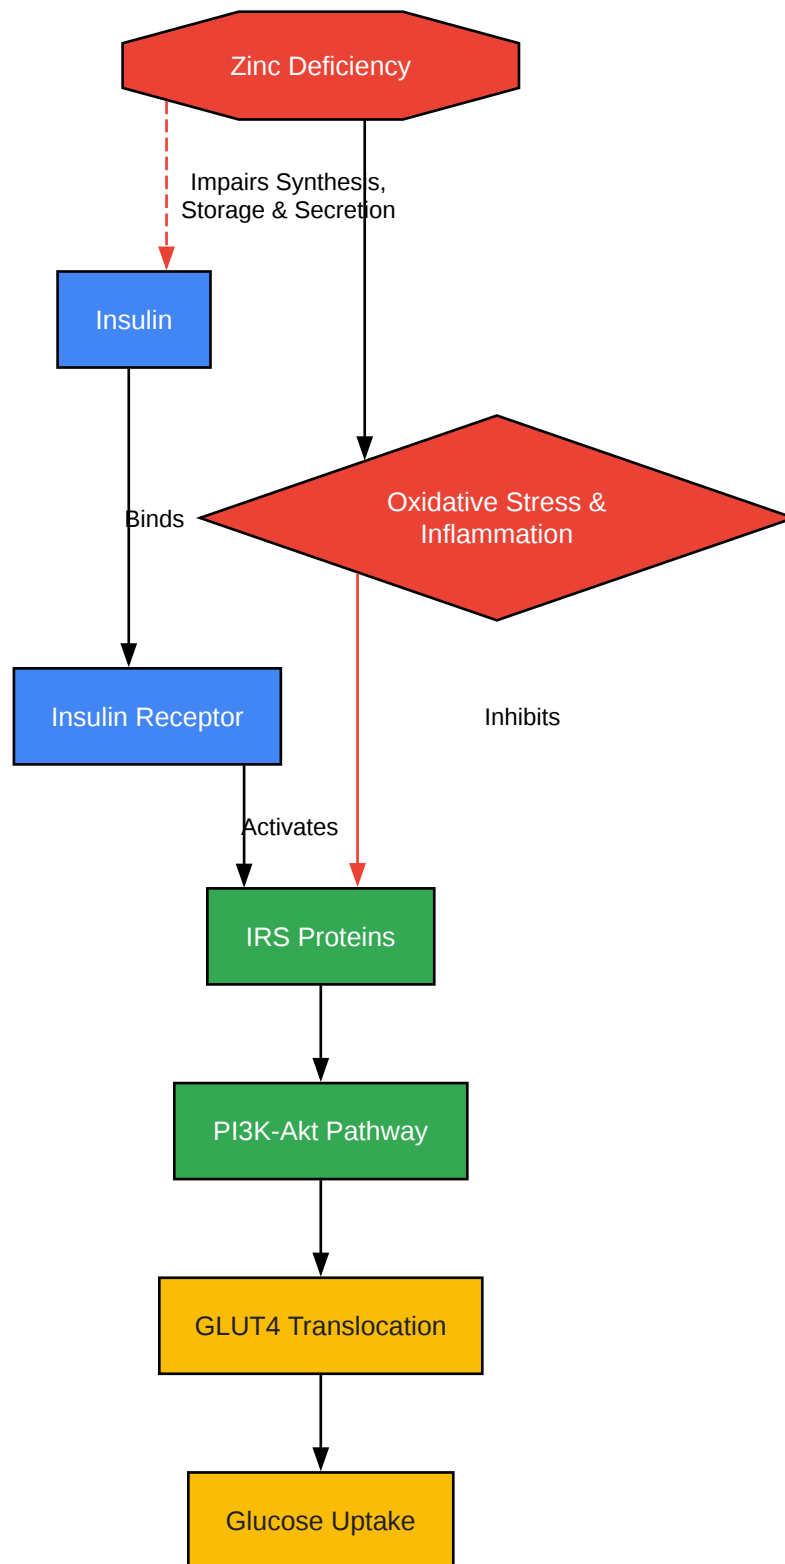 Zinc Deficiency
Impairs Synthesis,
Storage & Secretion
Insulin
Oxidative Stress &
Inflammation
Binds
Insulin Receptor
Inhibits
Activates
IRS Proteins
PI3K-Akt Pathway
GLUT4 Translocation
Glucose Uptake